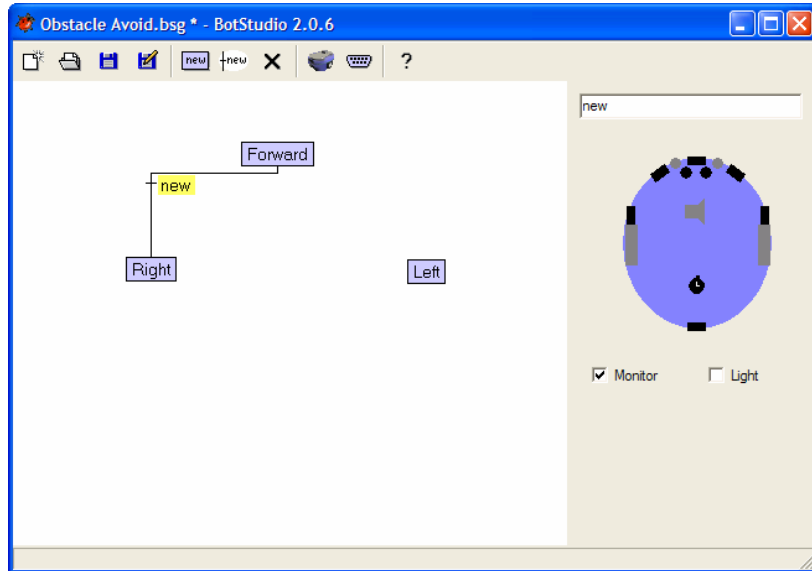 Obstacle Avoid.bsg * - BotStudio 2.0.6
new +new ?
new
Forward
new
Right
Left
Monitor Light